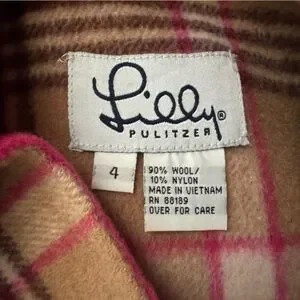 Lilly®
PULITZER
4
90% WOOL/
10% NYLON
MADE IN VIETNAM
RN 88189
OVER FOR CARE